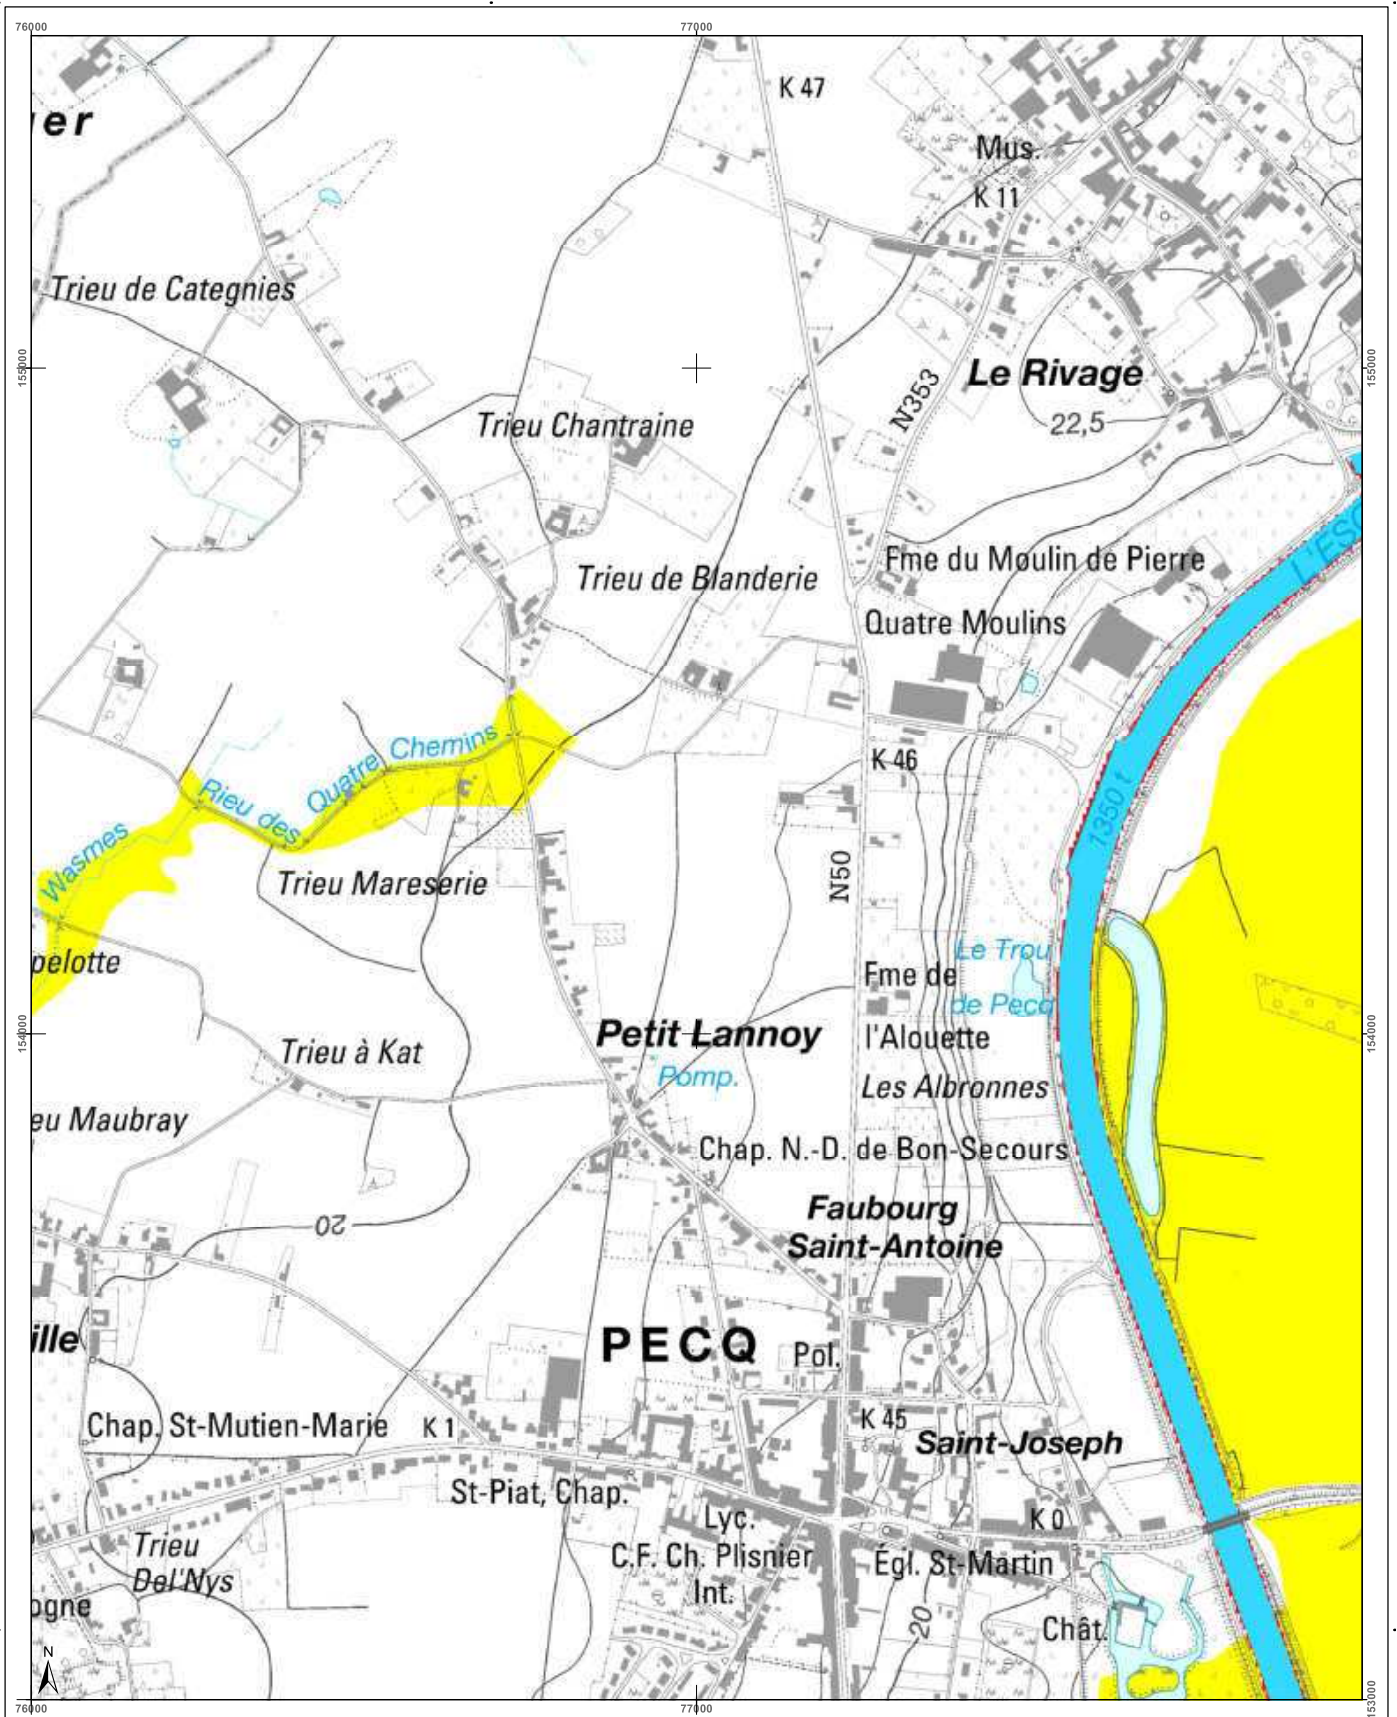 76000
77000
K 47
er
Mus.
K 11
Trieu de Categnies
155000
155000
Le Rivage
N353
22,5
Trieu Chantraine
L'ESC
Fme du Moulin de Pierre
Trieu de Blanderie
Quatre Moulins
Rieu des Quatre Chemins
K 46
1350 t
Wasmes
Trieu Mareserie
N50
pelotte
Le Trou
de Pecq
Fme de
l'Alouette
154000
154000
Petit Lannoy
Trieu à Kat
Pomp.
Les Albronnes
eu Maubray
Chap. N.-D. de Bon-Secours
Faubourg
Saint-Antoine
20
ille
PECQ
Pol.
Chap. St-Mutien-Marie
K 1
K 45
Saint-Joseph
St-Piat, Chap.
Lyc.
C.F. Ch. Plisnier
Int.
K 0
Égl. St-Martin
Trieu
Del'Nys
ogne
20
Chât.
N
76000
77000
153000